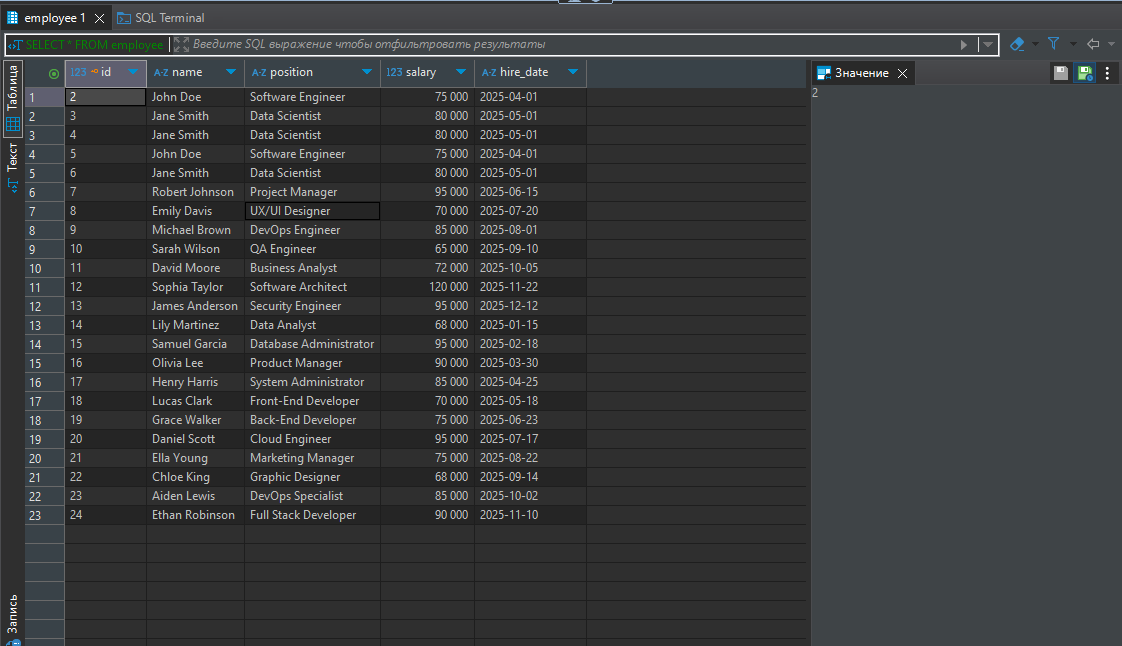 employee 1 SQL Terminal
SELECT * FROM employee Введите SQL выражение чтобы отфильтровать результаты
Таблица
Текст
Запись
123 id A-Z name A-Z position 123 salary A-Z hire_date
1 2 John Doe Software Engineer 75 000 2025-04-01
2 3 Jane Smith Data Scientist 80 000 2025-05-01
3 4 Jane Smith Data Scientist 80 000 2025-05-01
4 5 John Doe Software Engineer 75 000 2025-04-01
5 6 Jane Smith Data Scientist 80 000 2025-05-01
6 7 Robert Johnson Project Manager 95 000 2025-06-15
7 8 Emily Davis UX/UI Designer 70 000 2025-07-20
8 9 Michael Brown DevOps Engineer 85 000 2025-08-01
9 10 Sarah Wilson QA Engineer 65 000 2025-09-10
10 11 David Moore Business Analyst 72 000 2025-10-05
11 12 Sophia Taylor Software Architect 120 000 2025-11-22
12 13 James Anderson Security Engineer 95 000 2025-12-12
13 14 Lily Martinez Data Analyst 68 000 2025-01-15
14 15 Samuel Garcia Database Administrator 95 000 2025-02-18
15 16 Olivia Lee Product Manager 90 000 2025-03-30
16 17 Henry Harris System Administrator 85 000 2025-04-25
17 18 Lucas Clark Front-End Developer 70 000 2025-05-18
18 19 Grace Walker Back-End Developer 75 000 2025-06-23
19 20 Daniel Scott Cloud Engineer 95 000 2025-07-17
20 21 Ella Young Marketing Manager 75 000 2025-08-22
21 22 Chloe King Graphic Designer 68 000 2025-09-14
22 23 Aiden Lewis DevOps Specialist 85 000 2025-10-02
23 24 Ethan Robinson Full Stack Developer 90 000 2025-11-10
Значение
2